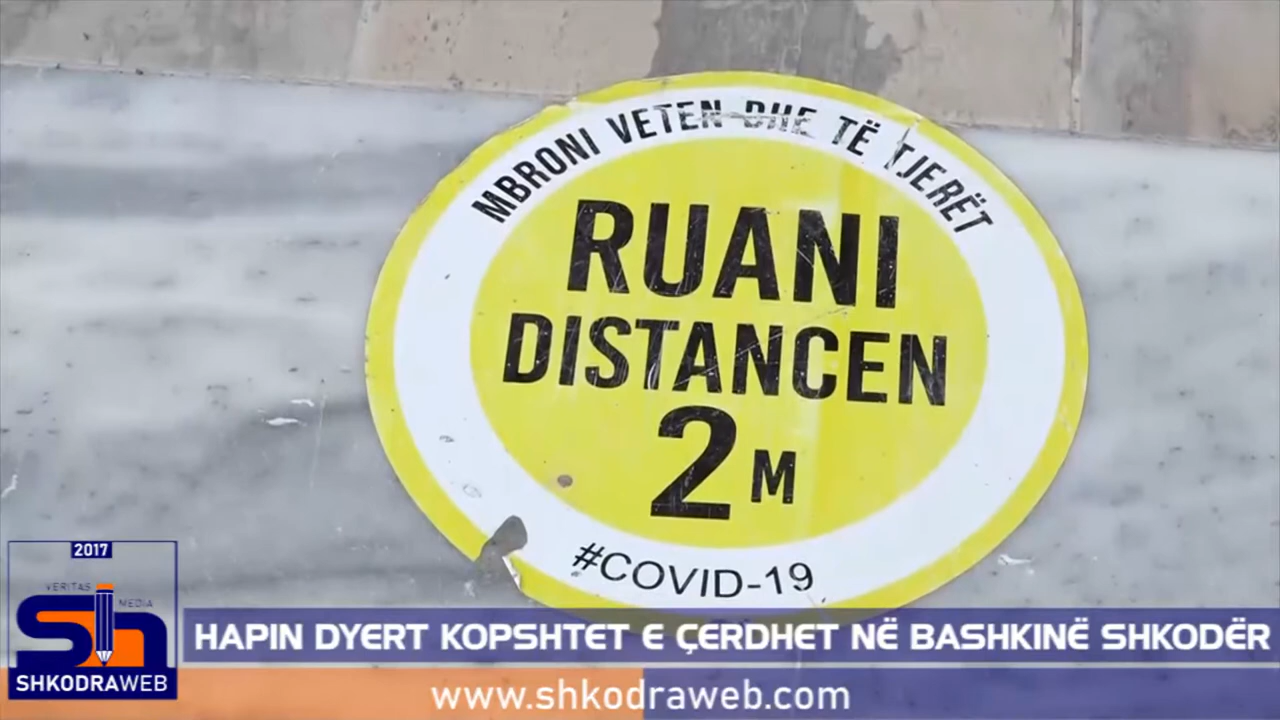 MBRONI VETEN DHE TË TJERËT
RUANI
DISTANCEN
2M
#COVID-19
2017
VERITAS
MEDIA
sh
SHKODRAWEB
HAPIN DYERT KOPSHTET E ÇERDHET NË BASHKINË SHKODËR
www.shkodraweb.com